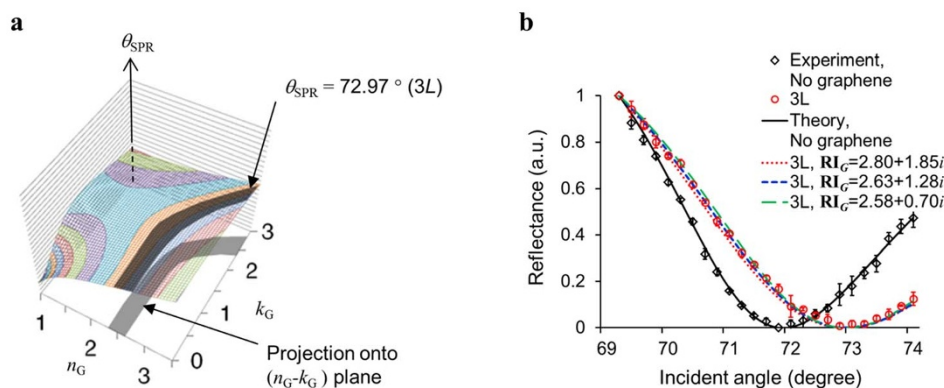 a
θSPR
θSPR = 72.97 ° (3L)
3
2
1
0
kG
1
2
3
nG
Projection onto
(nG-kG) plane
b
Experiment,
No graphene
3L
Theory,
No graphene
3L, RIG=2.80+1.85i
3L, RIG=2.63+1.28i
3L, RIG=2.58+0.70i
Reflectance (a.u.)
1
0.8
0.6
0.4
0.2
0
69 70 71 72 73 74
Incident angle (degree)